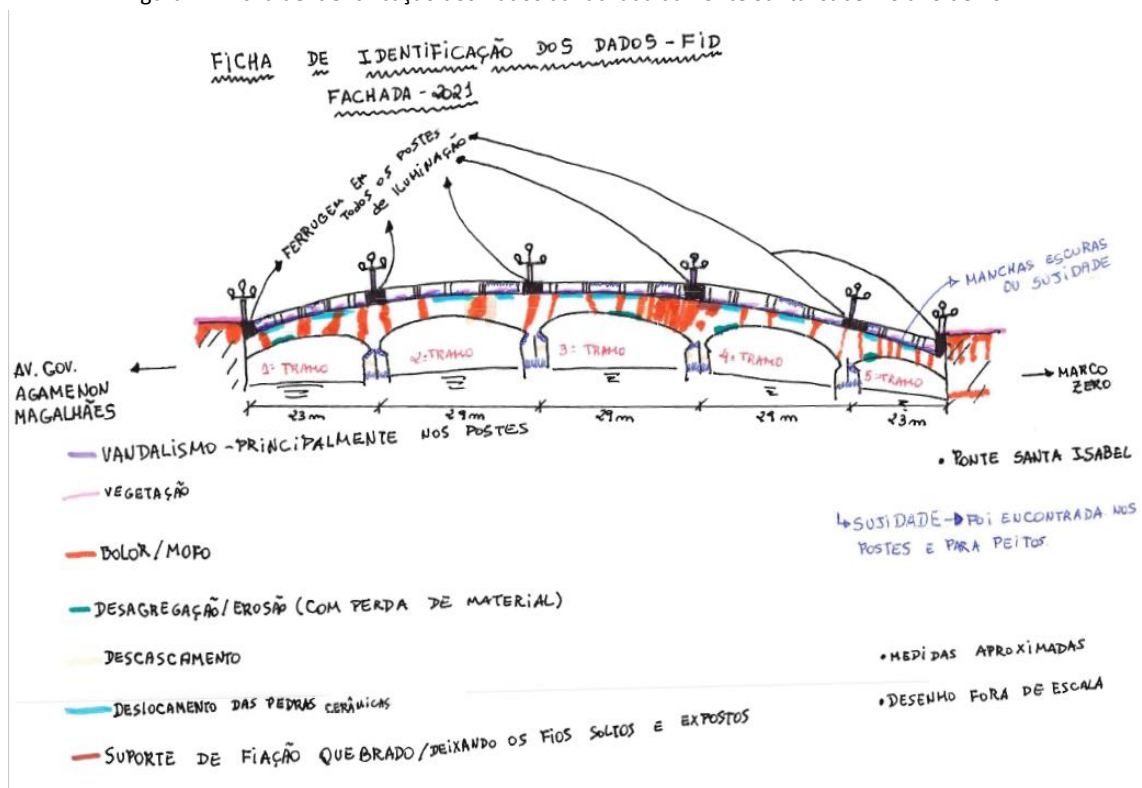 FICHA DE IDENTIFICAÇÃO DOS DADOS - FID
FACHADA - 2021
FERRUGEM EM
TODOS OS POSTES
de ILUMINAÇÃO
MANCHAS ESCURAS
OU SUJIDADE
AV. GOV.
AGAMENON
MAGALHÃES
1º TRAMO
2º TRAMO
3º TRAMO
4º TRAMO
5º TRAMO
MARCO
ZERO
23m
29m
29m
29m
23m
VANDALISMO - PRINCIPALMENTE NOS POSTES
VEGETAÇÃO
BOLOR/MOFO
DESAGREGAÇÃO/EROSÃO (COM PERDA DE MATERIAL)
DESCASCAMENTO
DESLOCAMENTO DAS PEDRAS CERÂMICAS
SUPORTE DE FIAÇÃO QUEBRADO/DEIXANDO OS FIOS SOLTOS E EXPOSTOS
• PONTE SANTA ISABEL
↳ SUJIDADE → FOI ENCONTRADA NOS
POSTES E PARA PEITOS.
• MEDIDAS APROXIMADAS
• DESENHO FORA DE ESCALA